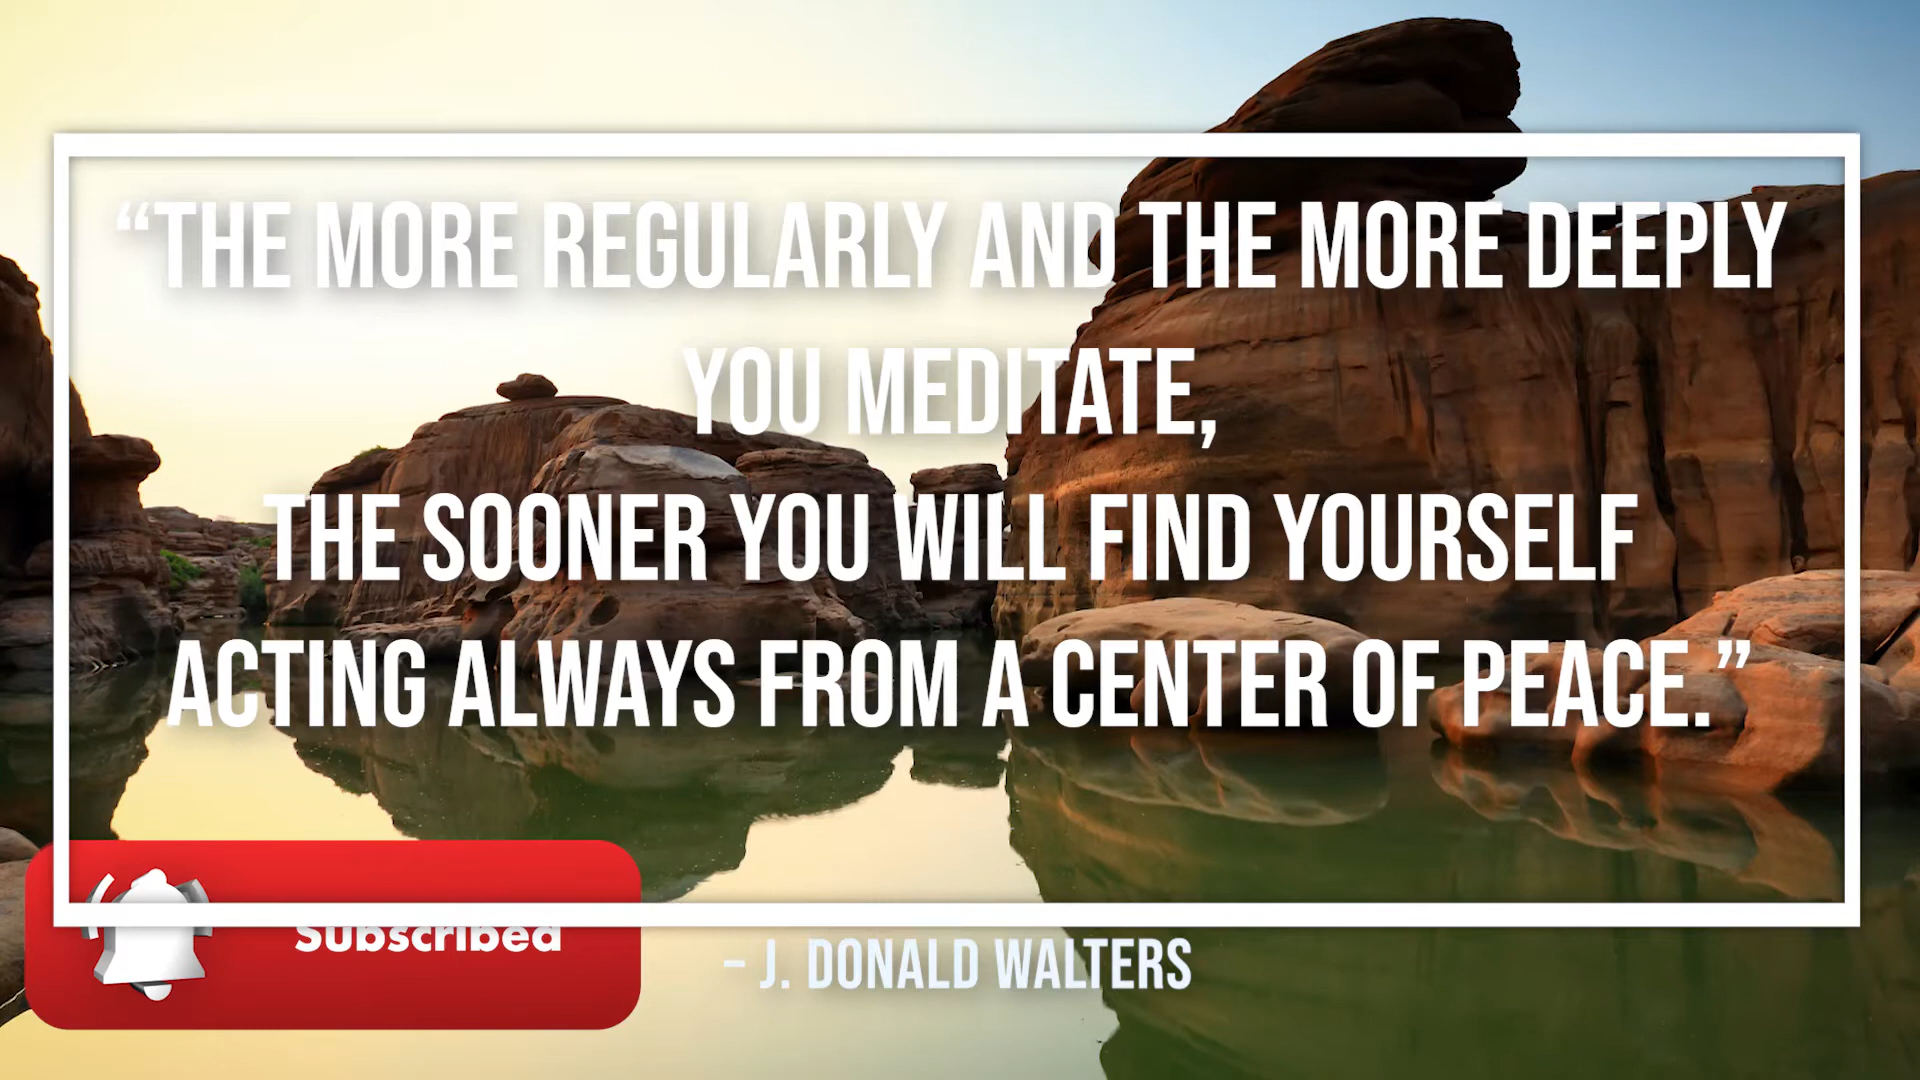 “THE MORE REGULARLY AND THE MORE DEEPLY
YOU MEDITATE,
THE SOONER YOU WILL FIND YOURSELF
ACTING ALWAYS FROM A CENTER OF PEACE.”
Subscribed
– J. DONALD WALTERS